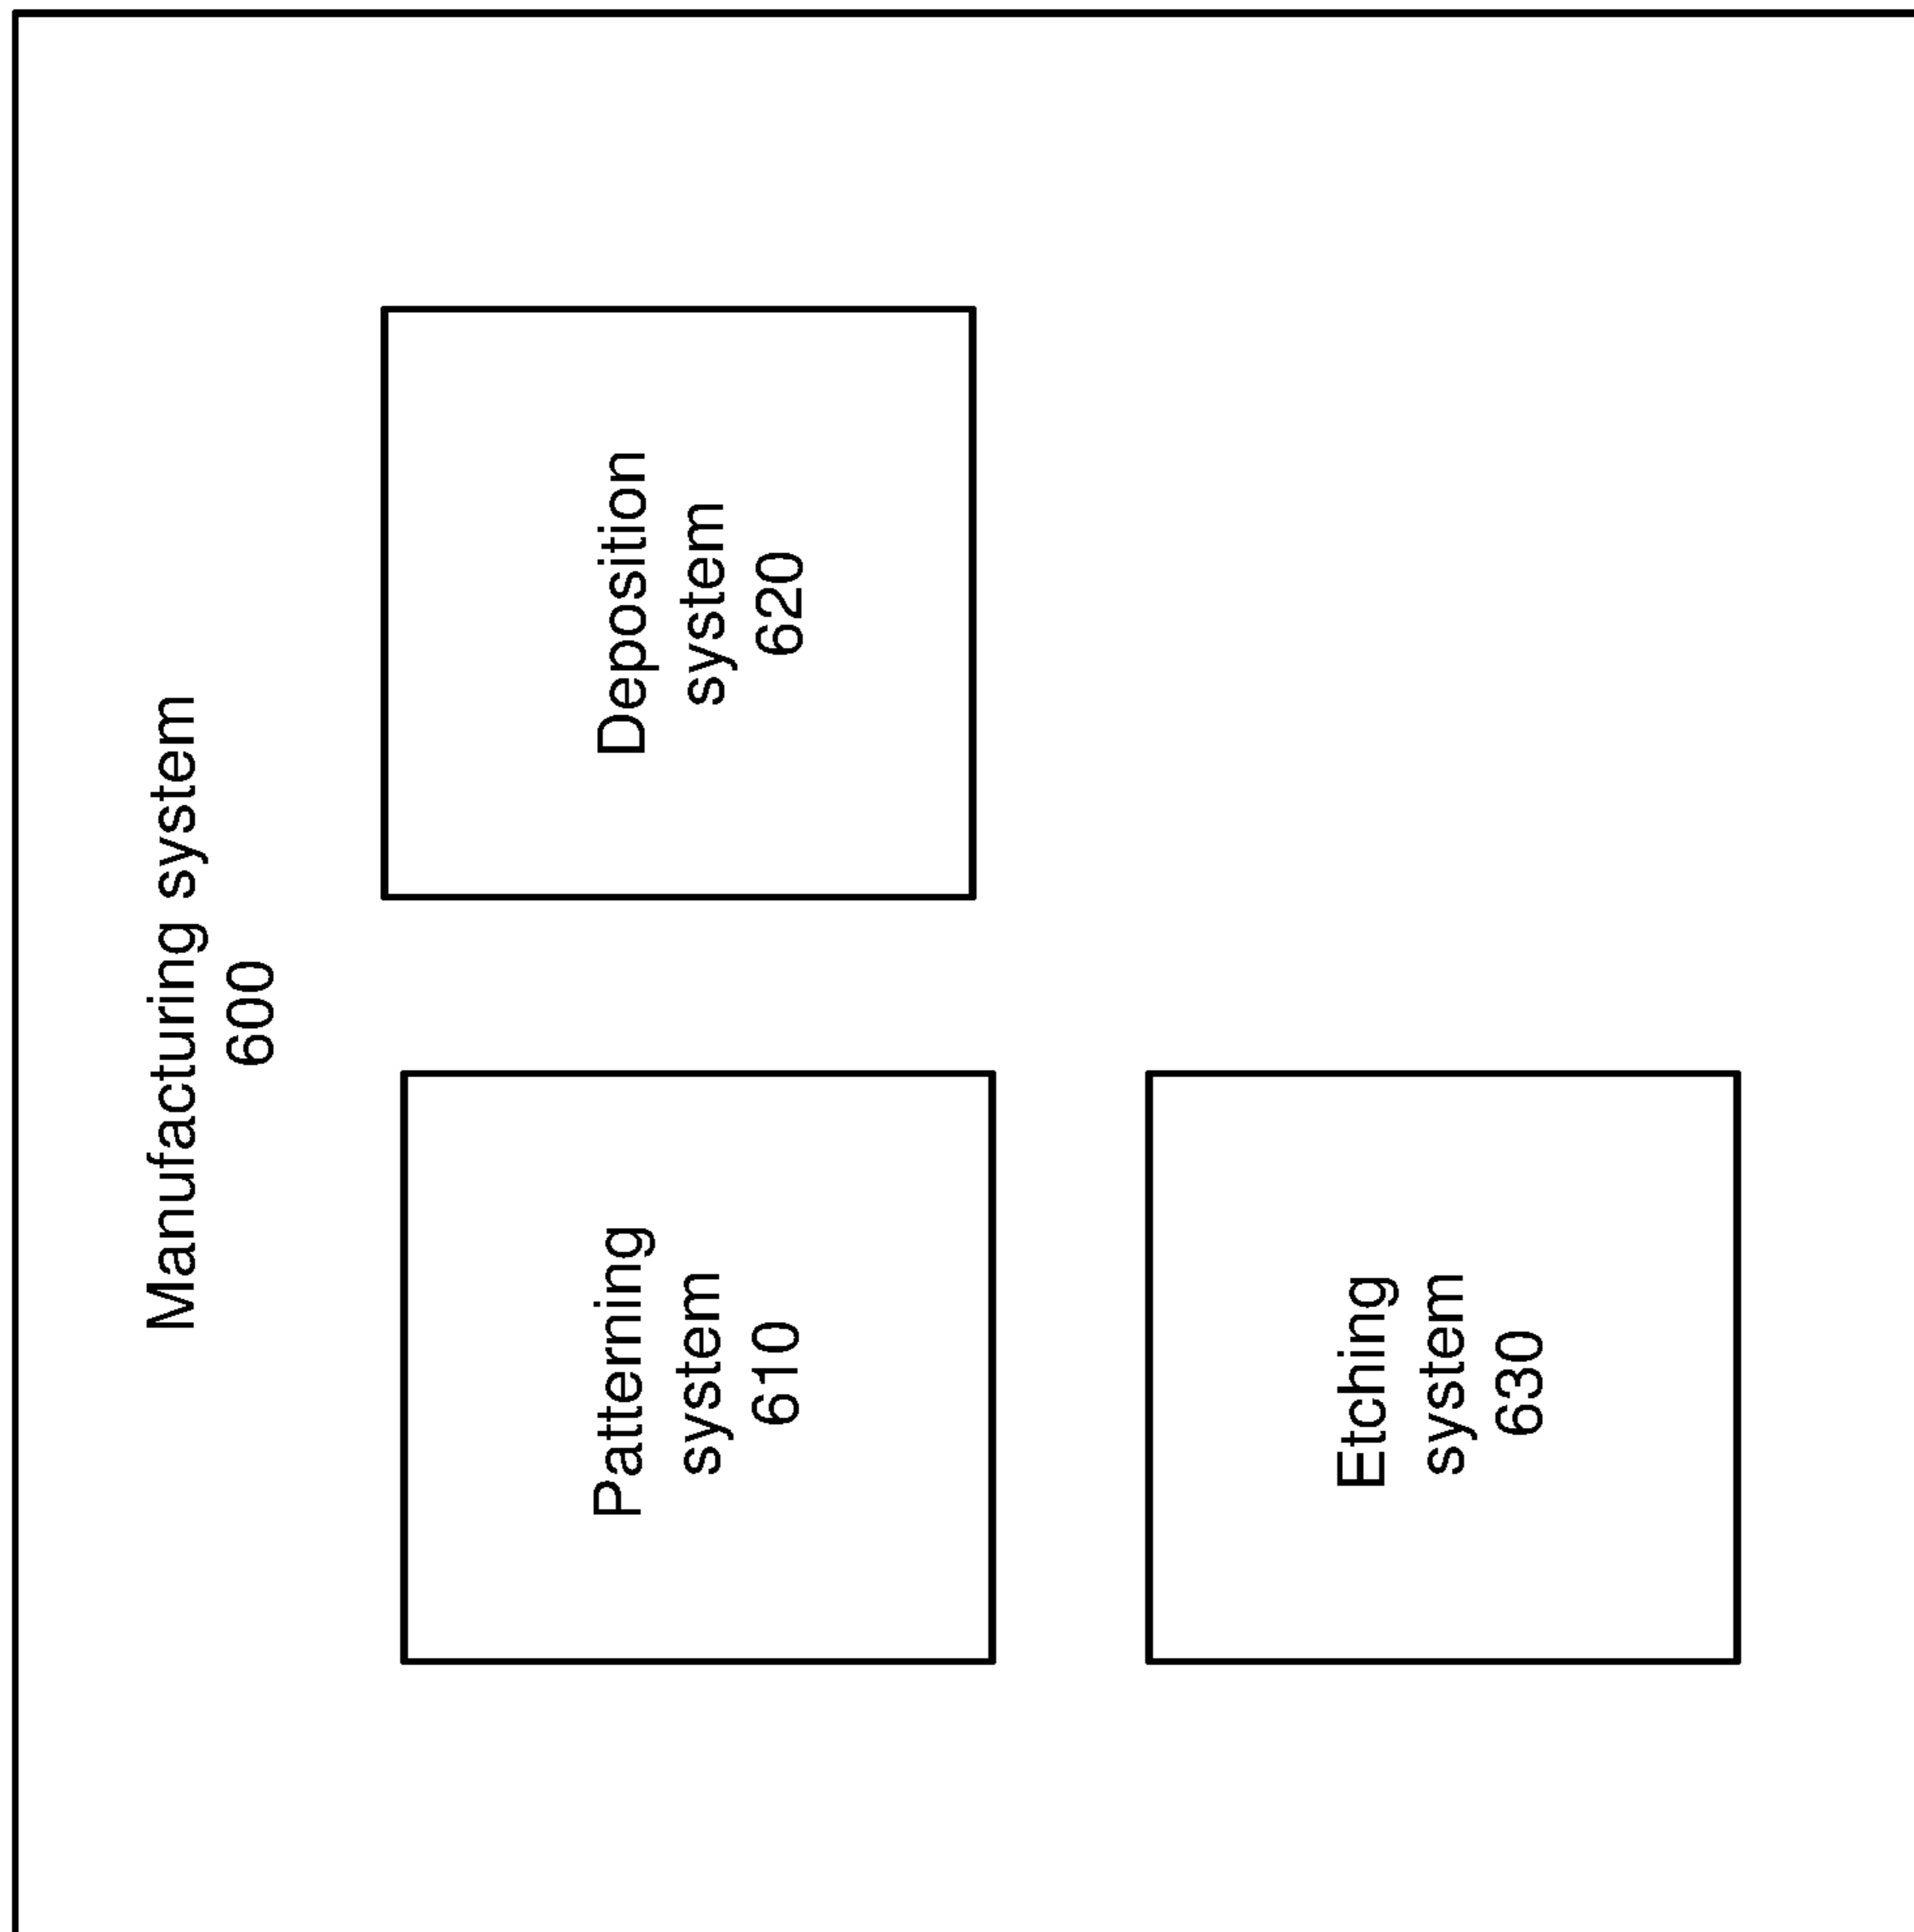 Manufacturing system
600
Patterning
system
610
Deposition
system
620
Etching
system
630